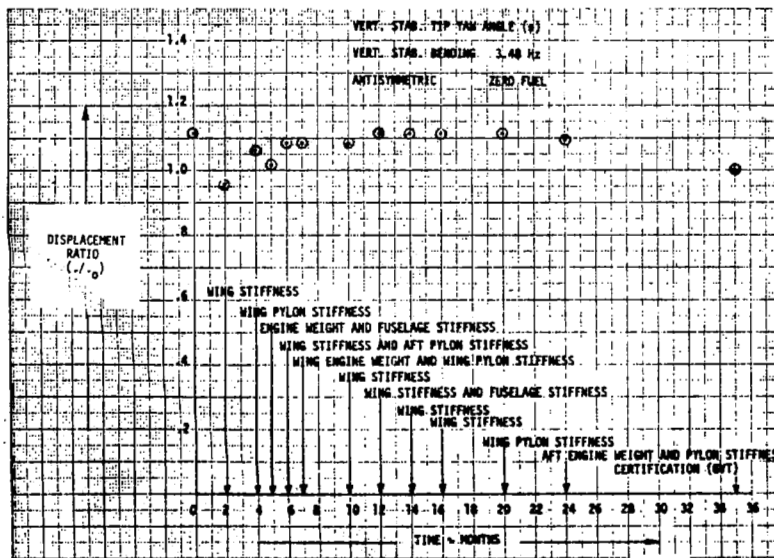 VERT. STAB. TIP YAW ANGLE
VERT. STAB. BENDING 3.48 Hz
ANTISYMMETRIC ZERO FUEL
1.4
1.2
1.0
.8
DISPLACEMENT
RATIO
.6
WING STIFFNESS
WING PYLON STIFFNESS
ENGINE WEIGHT AND FUSELAGE STIFFNESS
WING STIFFNESS AND AFT PYLON STIFFNESS
.4
WING ENGINE WEIGHT AND WING PYLON STIFFNESS
WING STIFFNESS
WING STIFFNESS AND FUSELAGE STIFFNESS
WING STIFFNESS
WING STIFFNESS
.2
WING PYLON STIFFNESS
AFT ENGINE WEIGHT AND PYLON STIFFNE
CERTIFICATION (GVT)
0 2 4 6 8 10 12 14 16 18 20 22 24 26 28 30 32 34 36
TIME ~ MONTHS